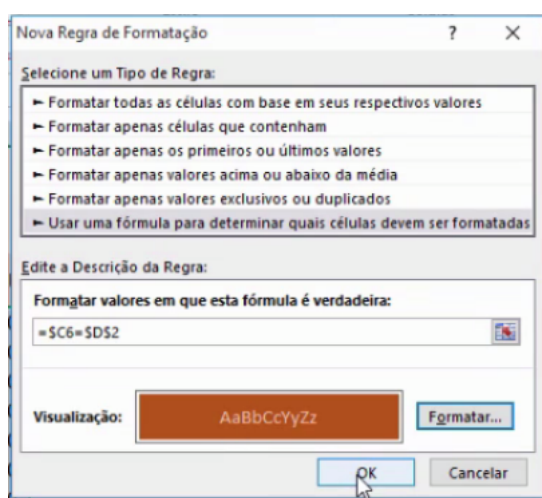 Nova Regra de Formatação ? ×
Selecione um Tipo de Regra:
► Formatar todas as células com base em seus respectivos valores
► Formatar apenas células que contenham
► Formatar apenas os primeiros ou últimos valores
► Formatar apenas valores acima ou abaixo da média
► Formatar apenas valores exclusivos ou duplicados
► Usar uma fórmula para determinar quais células devem ser formatadas
Edite a Descrição da Regra:
Formatar valores em que esta fórmula é verdadeira:
=$C6=$D$2
Visualização: AaBbCcYyZz Formatar...
OK Cancelar